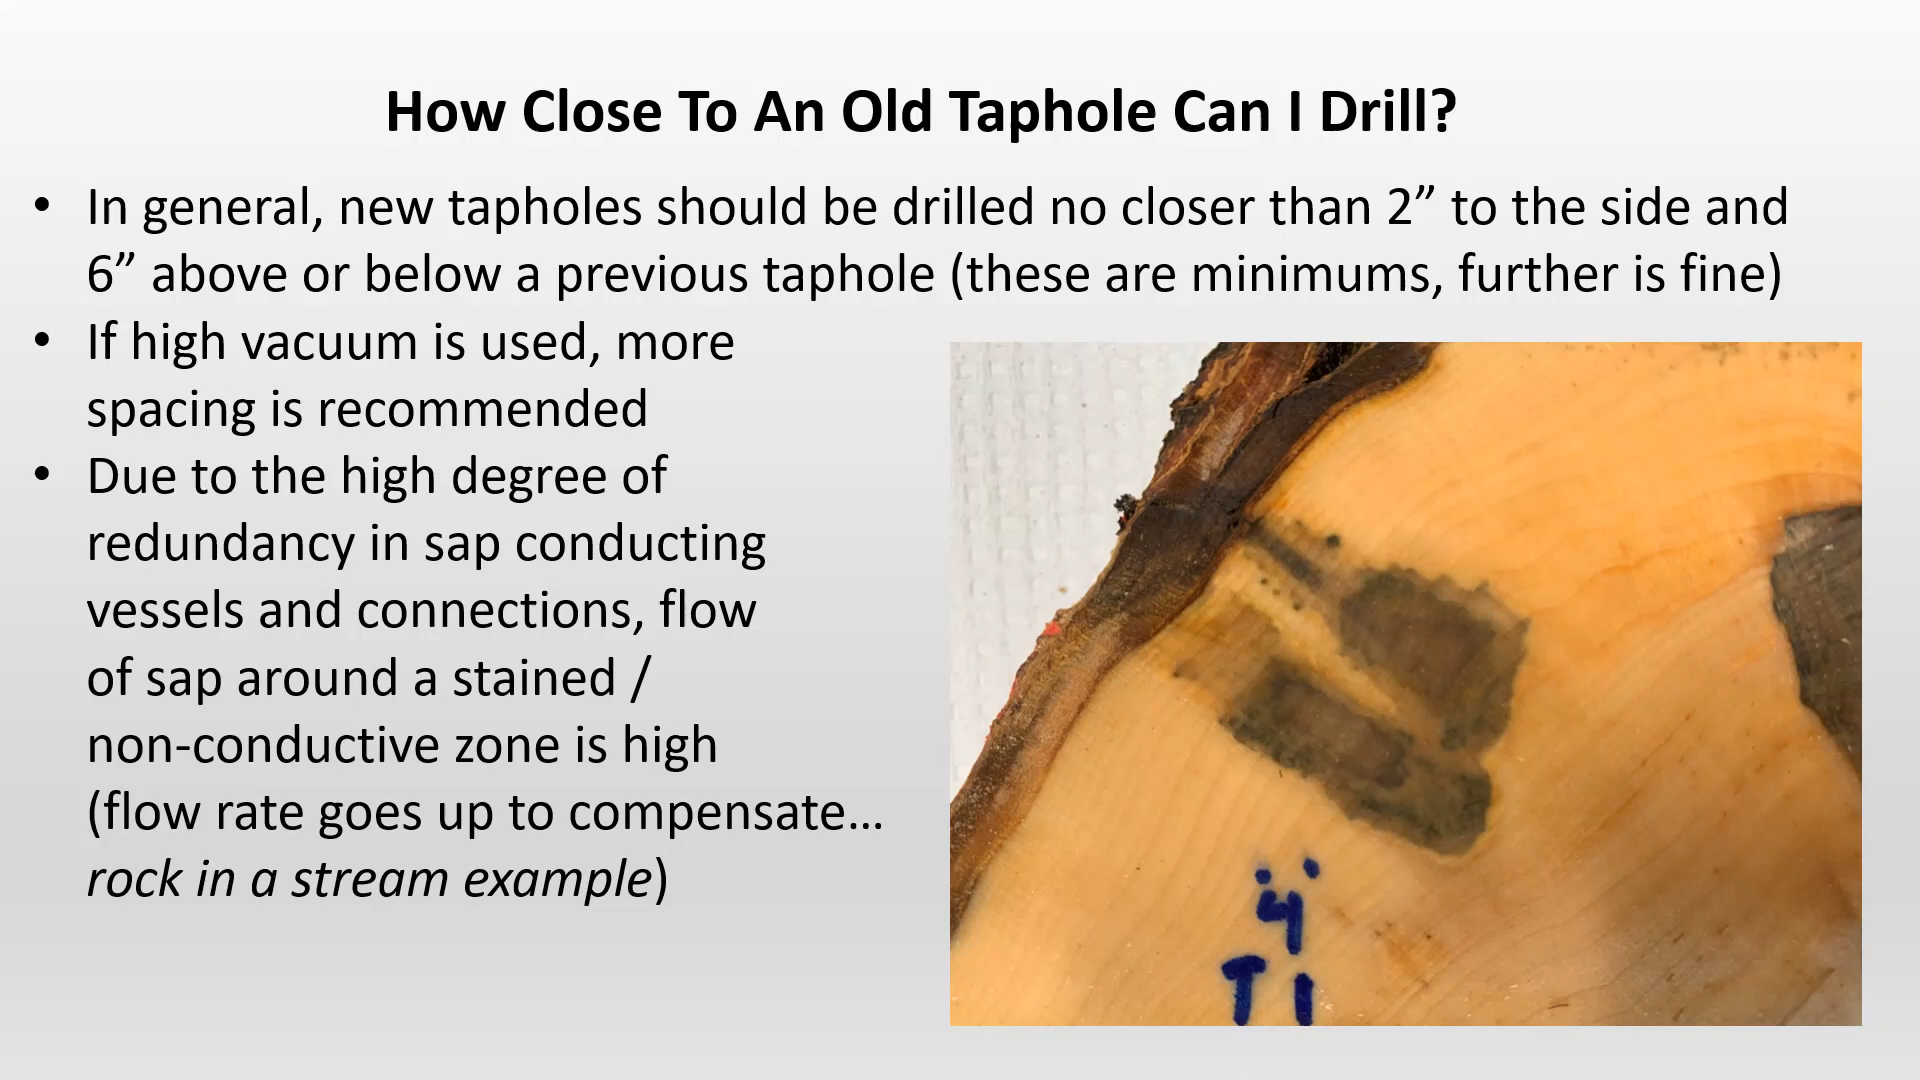 How Close To An Old Taphole Can I Drill?
• In general, new tapholes should be drilled no closer than 2” to the side and
6” above or below a previous taphole (these are minimums, further is fine)
• If high vacuum is used, more
spacing is recommended
• Due to the high degree of
redundancy in sap conducting
vessels and connections, flow
of sap around a stained /
non-conductive zone is high
(flow rate goes up to compensate…
rock in a stream example)
4
T1